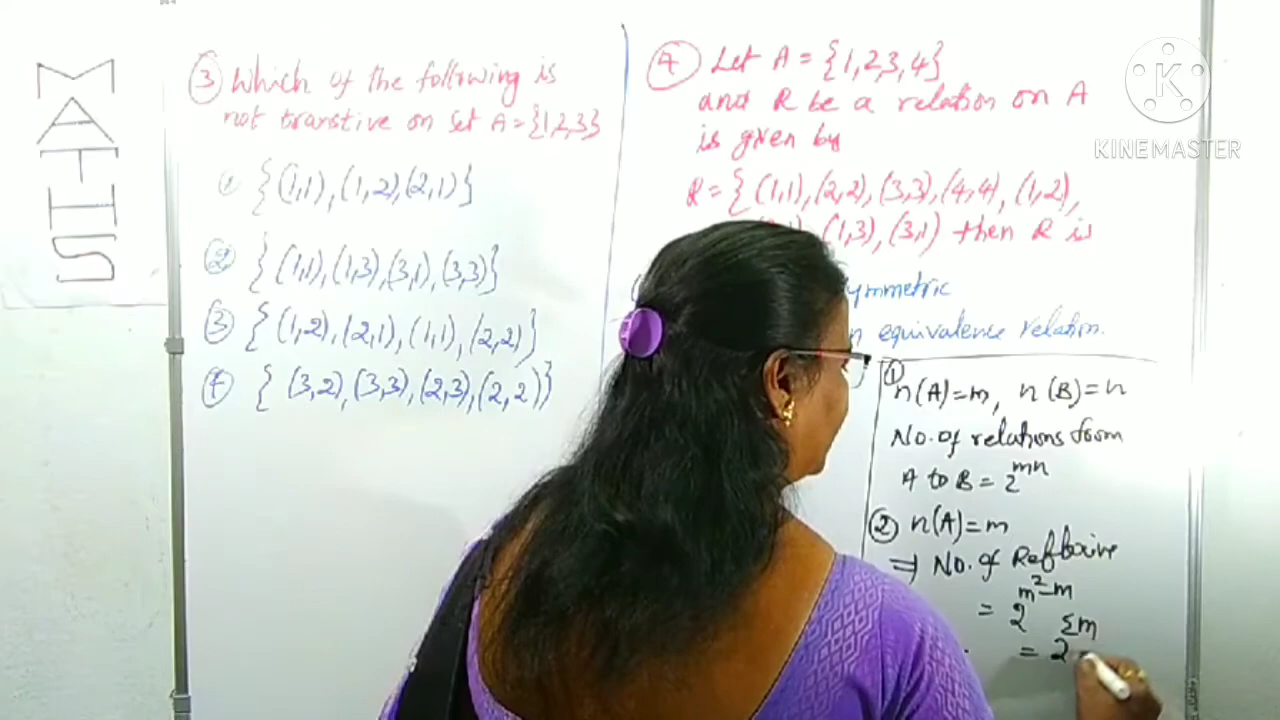 MATHS
③ Which of the following is
not transtive on set A = {1,2,3}
① {(1,1), (1,2)(2,1)}
② {(1,1), (1,3), (3,1), (3,3)}
③ {(1,2), (2,1), (1,1), (2,2)}
④ {(3,2), (3,3), (2,3), (2,2)}
④ Let A = {1,2,3,4}
and R be a relation on A
is given by
R = {(1,1), (2,2), (3,3), (4,4), (1,2),
(1,3), (3,1) then R is
equivalence relation.
① n(A)=m, n(B)=n
No. of relations form
A to B = 2^mn
② n(A)=m
⇒ No. of Reflexive
= 2^m²-m
= 2^Σm
K
KINEMASTER